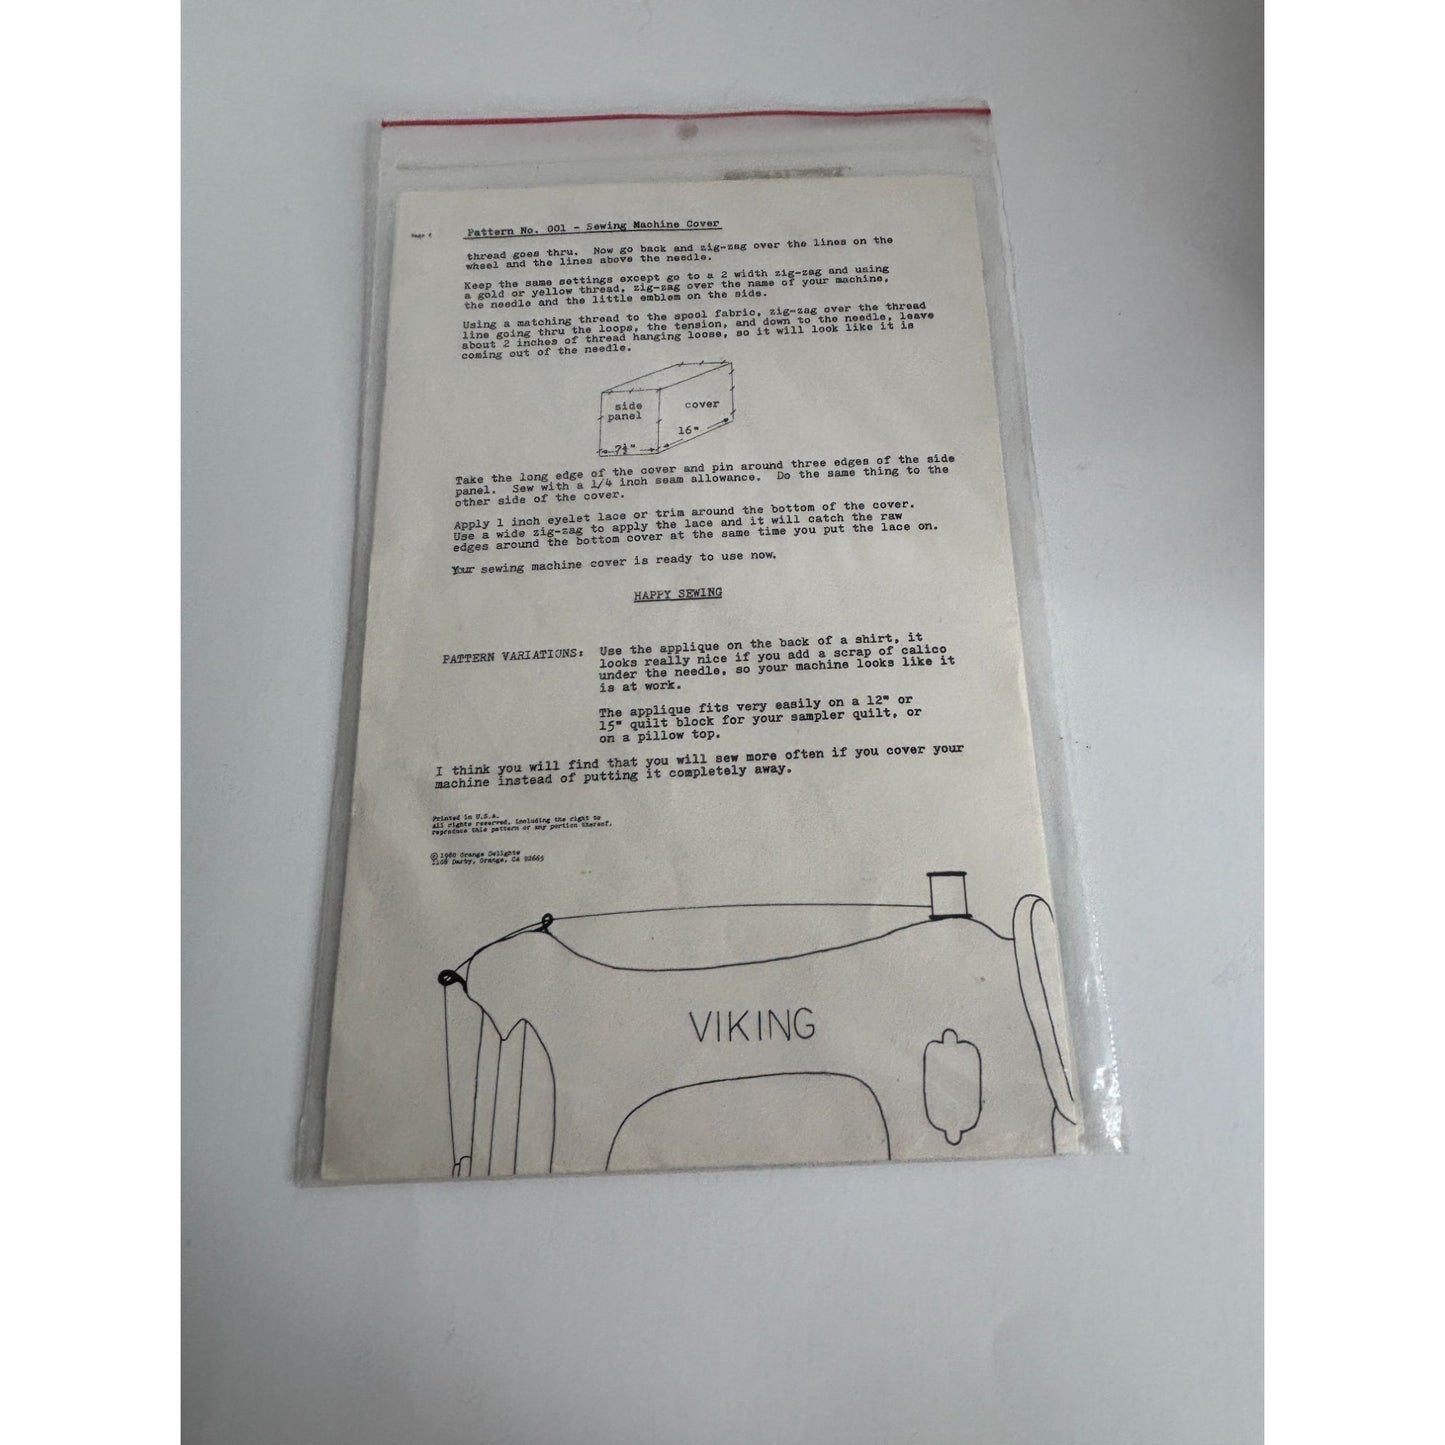 Pattern No. 001 - Sewing Machine Cover
thread goes thru. Now go back and zig-zag over the lines on the
wheel and the lines above the needle.
Keep the same settings except go to a 2 width zig-zag and using
a gold or yellow thread, zig-zag over the name of your machine,
the needle and the little emblem on the side.
Using a matching thread to the spool fabric, zig-zag over the thread
line going thru the loops, the tension, and down to the needle, leave
about 2 inches of thread hanging loose, so it will look like it is
coming out of the needle.
side
panel
cover
7½"
16"
Take the long edge of the cover and pin around three edges of the side
panel. Sew with a 1/4 inch seam allowance. Do the same thing to the
other side of the cover.
Apply 1 inch eyelet lace or trim around the bottom of the cover.
Use a wide zig-zag to apply the lace and it will catch the raw
edges around the bottom cover at the same time you put the lace on.
Your sewing machine cover is ready to use now.
HAPPY SEWING
PATTERN VARIATIONS: Use the applique on the back of a shirt, it
looks really nice if you add a scrap of calico
under the needle, so your machine looks like it
is at work.
The applique fits very easily on a 12" or
15" quilt block for your sampler quilt, or
on a pillow top.
I think you will find that you will sew more often if you cover your
machine instead of putting it completely away.
Printed in U.S.A.
All rights reserved, including the right to
reproduce this pattern or any portion thereof.
© 1980 Orange Delights
Darby, Orange, CA 92665
VIKING